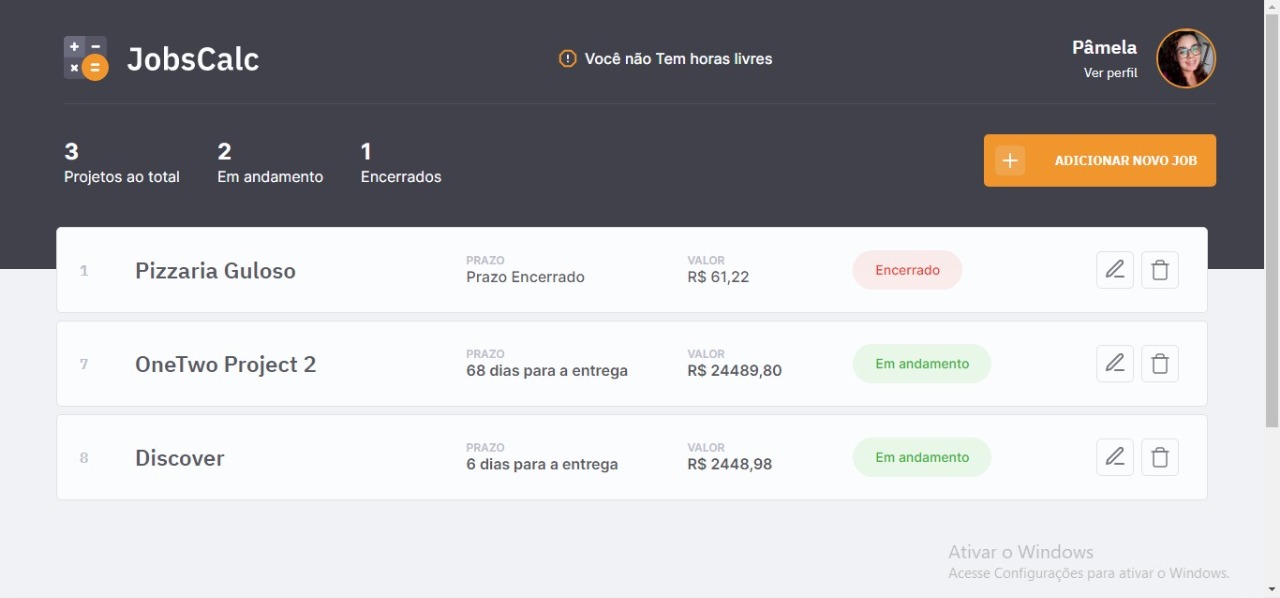 JobsCalc
Você não Tem horas livres
Pâmela
Ver perfil
3
Projetos ao total
2
Em andamento
1
Encerrados
ADICIONAR NOVO JOB
1
Pizzaria Guloso
PRAZO
Prazo Encerrado
VALOR
R$ 61,22
Encerrado
7
OneTwo Project 2
PRAZO
68 dias para a entrega
VALOR
R$ 24489,80
Em andamento
8
Discover
PRAZO
6 dias para a entrega
VALOR
R$ 2448,98
Em andamento
Ativar o Windows
Acesse Configurações para ativar o Windows.